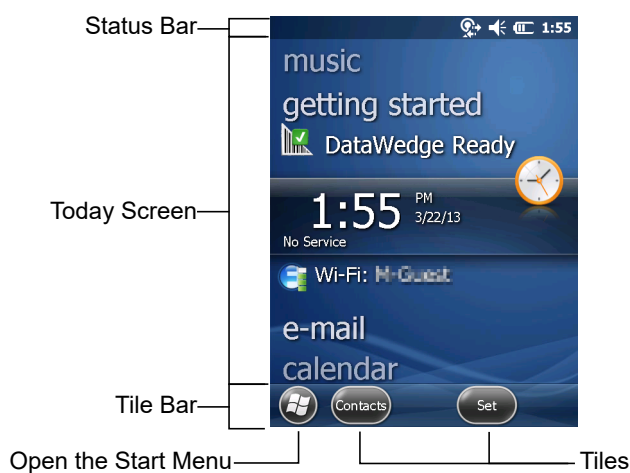 Status Bar
1:55
music
getting started
DataWedge Ready
Today Screen
1:55 PM
3/22/13
No Service
Wi-Fi:
e-mail
calendar
Tile Bar
Contacts
Set
Open the Start Menu
Tiles